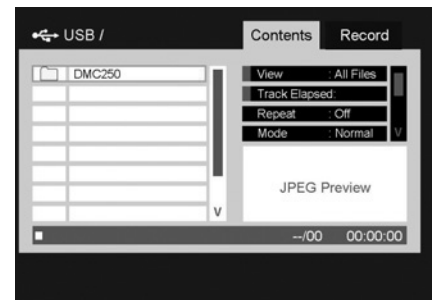 USB / Contents Record
DMC250
View : All Files
Track Elapsed:
Repeat : Off
Mode : Normal V
JPEG Preview
V
--/00 00:00:00